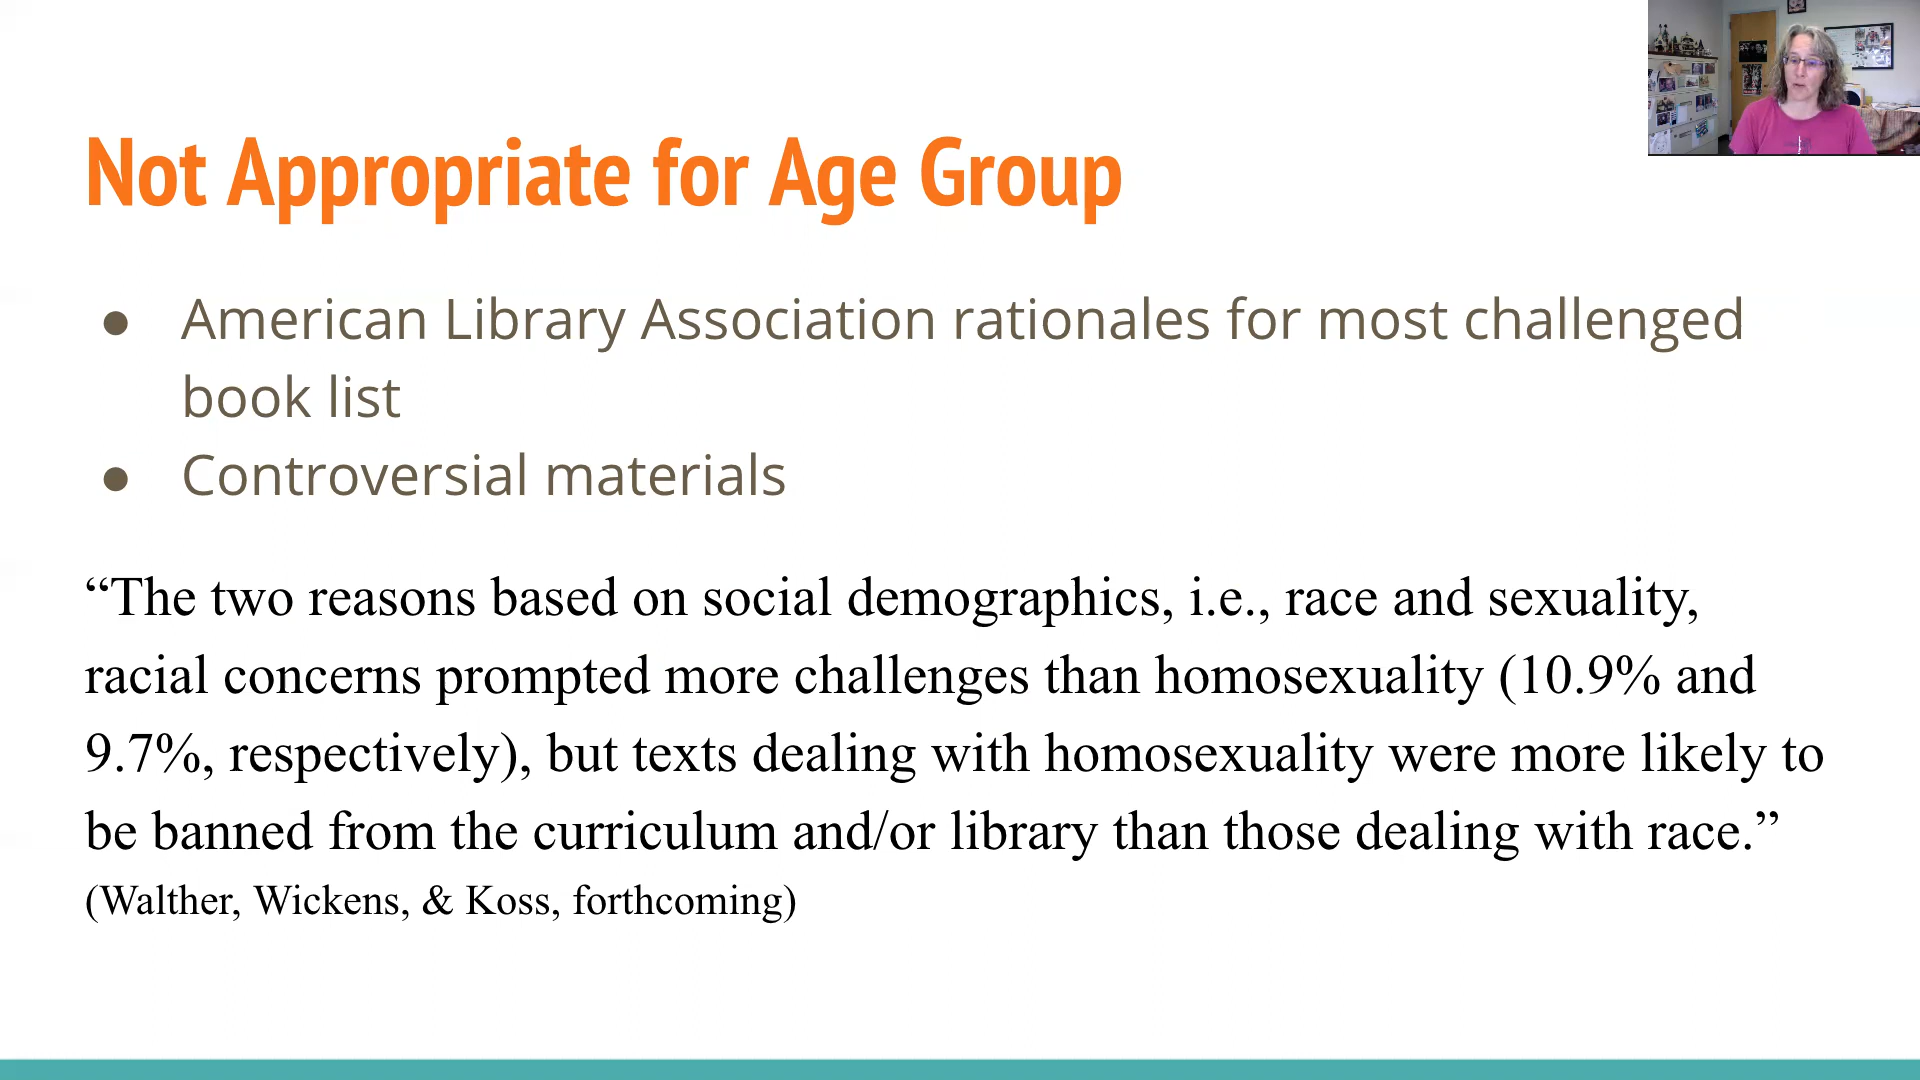 Not Appropriate for Age Group
● American Library Association rationales for most challenged
book list
● Controversial materials
“The two reasons based on social demographics, i.e., race and sexuality,
racial concerns prompted more challenges than homosexuality (10.9% and
9.7%, respectively), but texts dealing with homosexuality were more likely to
be banned from the curriculum and/or library than those dealing with race.”
(Walther, Wickens, & Koss, forthcoming)